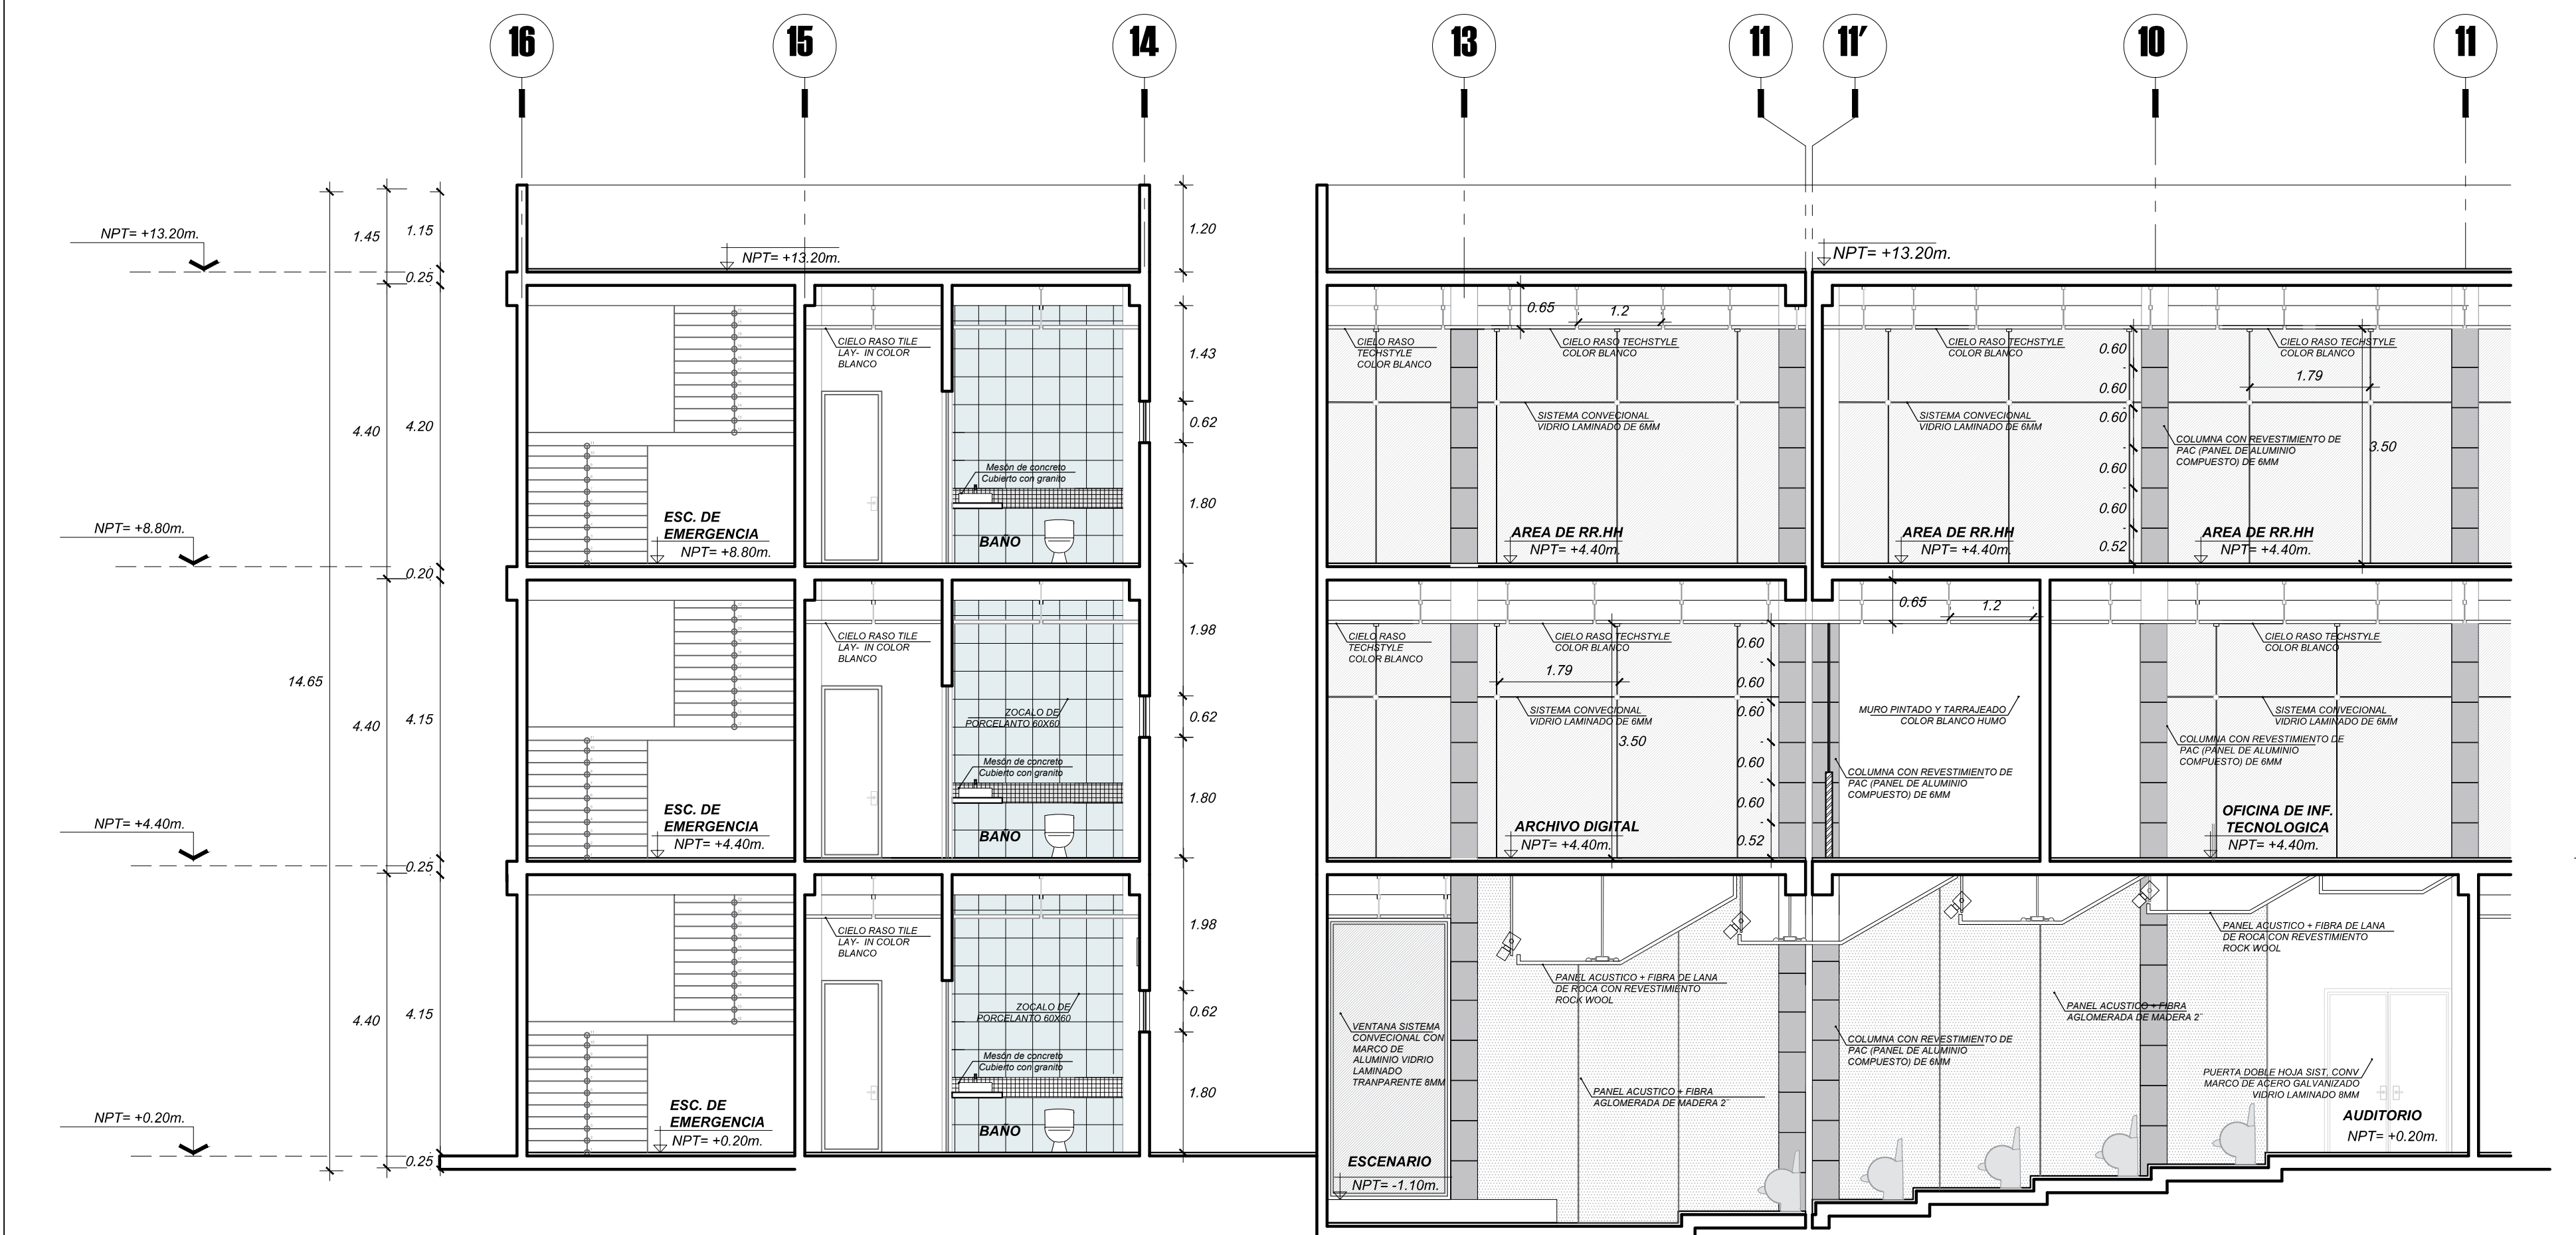 16
15
14
13
11
11'
10
11
NPT= +13.20m.
1.45
1.15
0.25
NPT= +13.20m.
1.20
NPT= +13.20m.
4.40
4.20
CIELO RASO TILE
LAY- IN COLOR
BLANCO
1.43
0.62
1.80
Mesón de concreto
Cubierto con granito
ESC. DE
EMERGENCIA
NPT= +8.80m.
BAÑO
NPT= +8.80m.
0.20
CIELO RASO
TECHSTYLE
COLOR BLANCO
0.65
1.2
CIELO RASO TECHSTYLE
COLOR BLANCO
SISTEMA CONVECIONAL
VIDRIO LAMINADO DE 6MM
AREA DE RR.HH
NPT= +4.40m.
CIELO RASO TECHSTYLE
COLOR BLANCO
SISTEMA CONVECIONAL
VIDRIO LAMINADO DE 6MM
AREA DE RR.HH
NPT= +4.40m.
0.60
0.60
0.60
0.60
0.60
0.52
CIELO RASO TECHSTYLE
COLOR BLANCO
1.79
COLUMNA CON REVESTIMIENTO DE
PAC (PANEL DE ALUMINIO
COMPUESTO) DE 6MM
3.50
AREA DE RR.HH
NPT= +4.40m.
14.65
4.40
4.15
CIELO RASO TILE
LAY- IN COLOR
BLANCO
1.98
0.62
1.80
ZOCALO DE
PORCELANTO 60X60
Mesón de concreto
Cubierto con granito
ESC. DE
EMERGENCIA
NPT= +4.40m.
BAÑO
NPT= +4.40m.
0.25
CIELO RASO
TECHSTYLE
COLOR BLANCO
CIELO RASO TECHSTYLE
COLOR BLANCO
1.79
SISTEMA CONVECIONAL
VIDRIO LAMINADO DE 6MM
3.50
ARCHIVO DIGITAL
NPT= +4.40m.
0.60
0.60
0.60
0.60
0.60
0.52
0.65
1.2
MURO PINTADO Y TARRAJEADO
COLOR BLANCO HUMO
COLUMNA CON REVESTIMIENTO DE
PAC (PANEL DE ALUMINIO
COMPUESTO) DE 6MM
CIELO RASO TECHSTYLE
COLOR BLANCO
SISTEMA CONVECIONAL
VIDRIO LAMINADO DE 6MM
COLUMNA CON REVESTIMIENTO DE
PAC (PANEL DE ALUMINIO
COMPUESTO) DE 6MM
OFICINA DE INF.
TECNOLOGICA
NPT= +4.40m.
4.40
4.15
CIELO RASO TILE
LAY- IN COLOR
BLANCO
1.98
0.62
1.80
ZOCALO DE
PORCELANTO 60X60
Mesón de concreto
Cubierto con granito
ESC. DE
EMERGENCIA
NPT= +0.20m.
BAÑO
NPT= +0.20m.
0.25
VENTANA SISTEMA
CONVECIONAL CON
MARCO DE
ALUMINIO VIDRIO
LAMINADO
TRANPARENTE 8MM
ESCENARIO
NPT= -1.10m.
PANEL ACUSTICO + FIBRA DE LANA
DE ROCA CON REVESTIMIENTO
ROCK WOOL
PANEL ACUSTICO + FIBRA
AGLOMERADA DE MADERA 2¨
COLUMNA CON REVESTIMIENTO DE
PAC (PANEL DE ALUMINIO
COMPUESTO) DE 6MM
PANEL ACUSTICO + FIBRA
AGLOMERADA DE MADERA 2¨
PANEL ACUSTICO + FIBRA DE LANA
DE ROCA CON REVESTIMIENTO
ROCK WOOL
PUERTA DOBLE HOJA SIST, CONV
MARCO DE ACERO GALVANIZADO
VIDRIO LAMINADO 8MM
AUDITORIO
NPT= +0.20m.